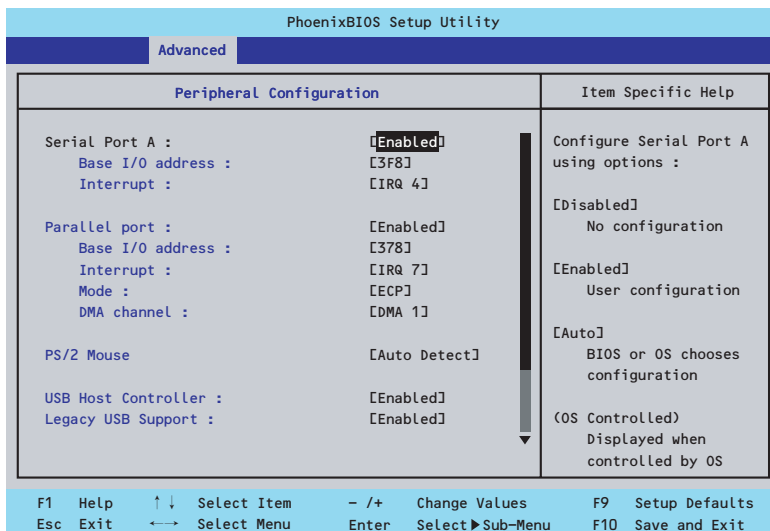 PhoenixBIOS Setup Utility
Advanced
Peripheral Configuration
Serial Port A : [Enabled]
Base I/O address : [3F8]
Interrupt : [IRQ 4]
Parallel port : [Enabled]
Base I/O address : [378]
Interrupt : [IRQ 7]
Mode : [ECP]
DMA channel : [DMA 1]
PS/2 Mouse [Auto Detect]
USB Host Controller : [Enabled]
Legacy USB Support : [Enabled]
Item Specific Help
Configure Serial Port A
using options :
[Disabled]
No configuration
[Enabled]
User configuration
[Auto]
BIOS or OS chooses
configuration
(OS Controlled)
Displayed when
controlled by OS
F1 Help ↑↓ Select Item – /+ Change Values F9 Setup Defaults
Esc Exit ←→ Select Menu Enter Select▶Sub-Menu F10 Save and Exit